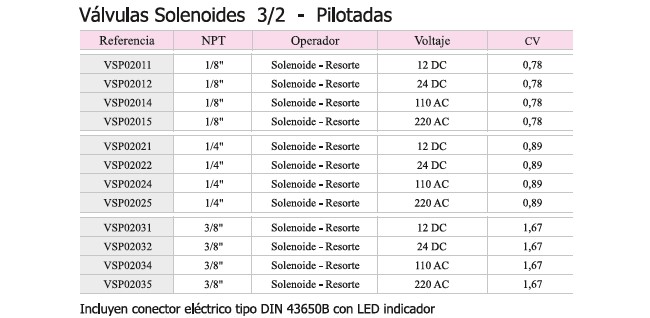 Válvulas Solenoides 3/2 - Pilotadas
Referencia NPT Operador Voltaje CV
VSP02011 1/8" Solenoide - Resorte 12 DC 0,78
VSP02012 1/8" Solenoide - Resorte 24 DC 0,78
VSP02014 1/8" Solenoide - Resorte 110 AC 0,78
VSP02015 1/8" Solenoide - Resorte 220 AC 0,78
VSP02021 1/4" Solenoide - Resorte 12 DC 0,89
VSP02022 1/4" Solenoide - Resorte 24 DC 0,89
VSP02024 1/4" Solenoide - Resorte 110 AC 0,89
VSP02025 1/4" Solenoide - Resorte 220 AC 0,89
VSP02031 3/8" Solenoide - Resorte 12 DC 1,67
VSP02032 3/8" Solenoide - Resorte 24 DC 1,67
VSP02034 3/8" Solenoide - Resorte 110 AC 1,67
VSP02035 3/8" Solenoide - Resorte 220 AC 1,67
Incluyen conector eléctrico tipo DIN 43650B con LED indicador